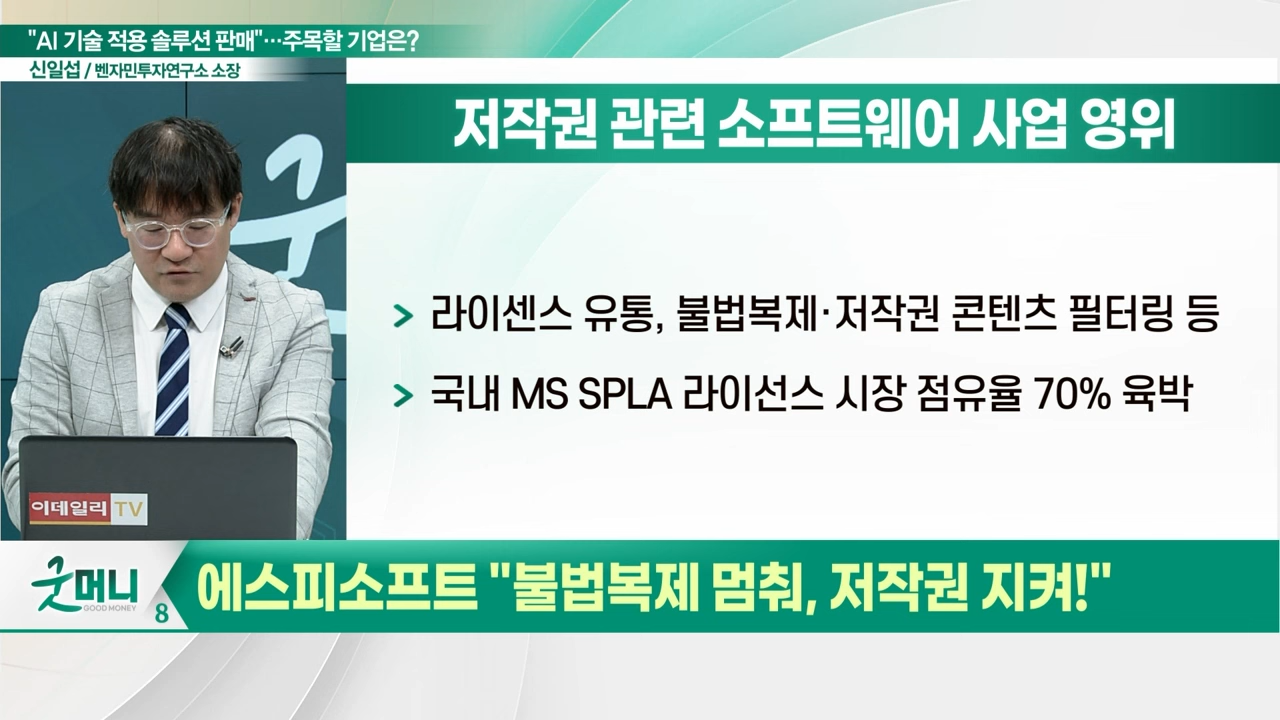 "AI 기술 적용 솔루션 판매"…주목할 기업은?
신일섭 / 벤자민투자연구소 소장
저작권 관련 소프트웨어 사업 영위
> 라이센스 유통, 불법복제·저작권 콘텐츠 필터링 등
> 국내 MS SPLA 라이선스 시장 점유율 70% 육박
이데일리 TV
굿머니
GOOD MONEY
8
에스피소프트 "불법복제 멈춰, 저작권 지켜!"